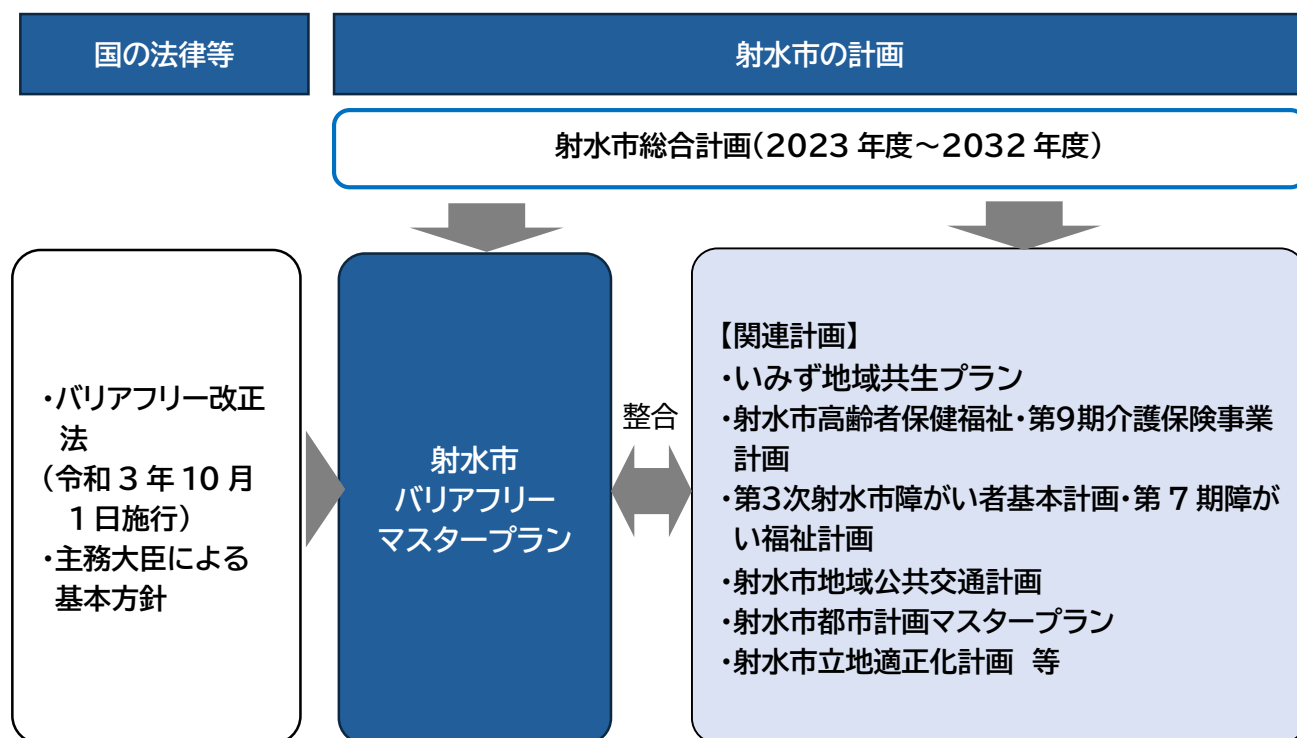 国の法律等
射水市の計画
射水市総合計画(2023 年度～2032 年度)
・バリアフリー改正
法
(令和 3 年 10 月
1 日施行)
・主務大臣による
基本方針
射水市
バリアフリー
マスタープラン
整合
【関連計画】
・いみず地域共生プラン
・射水市高齢者保健福祉・第9期介護保険事業
計画
・第3次射水市障がい者基本計画・第 7 期障が
い福祉計画
・射水市地域公共交通計画
・射水市都市計画マスタープラン
・射水市立地適正化計画 等